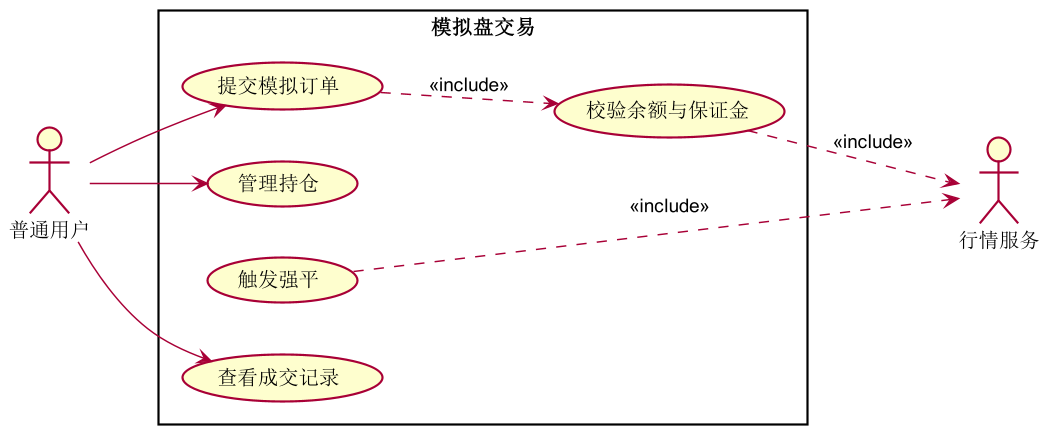 模拟盘交易
提交模拟订单
«include»
校验余额与保证金
«include»
管理持仓
«include»
普通用户
行情服务
触发强平
查看成交记录